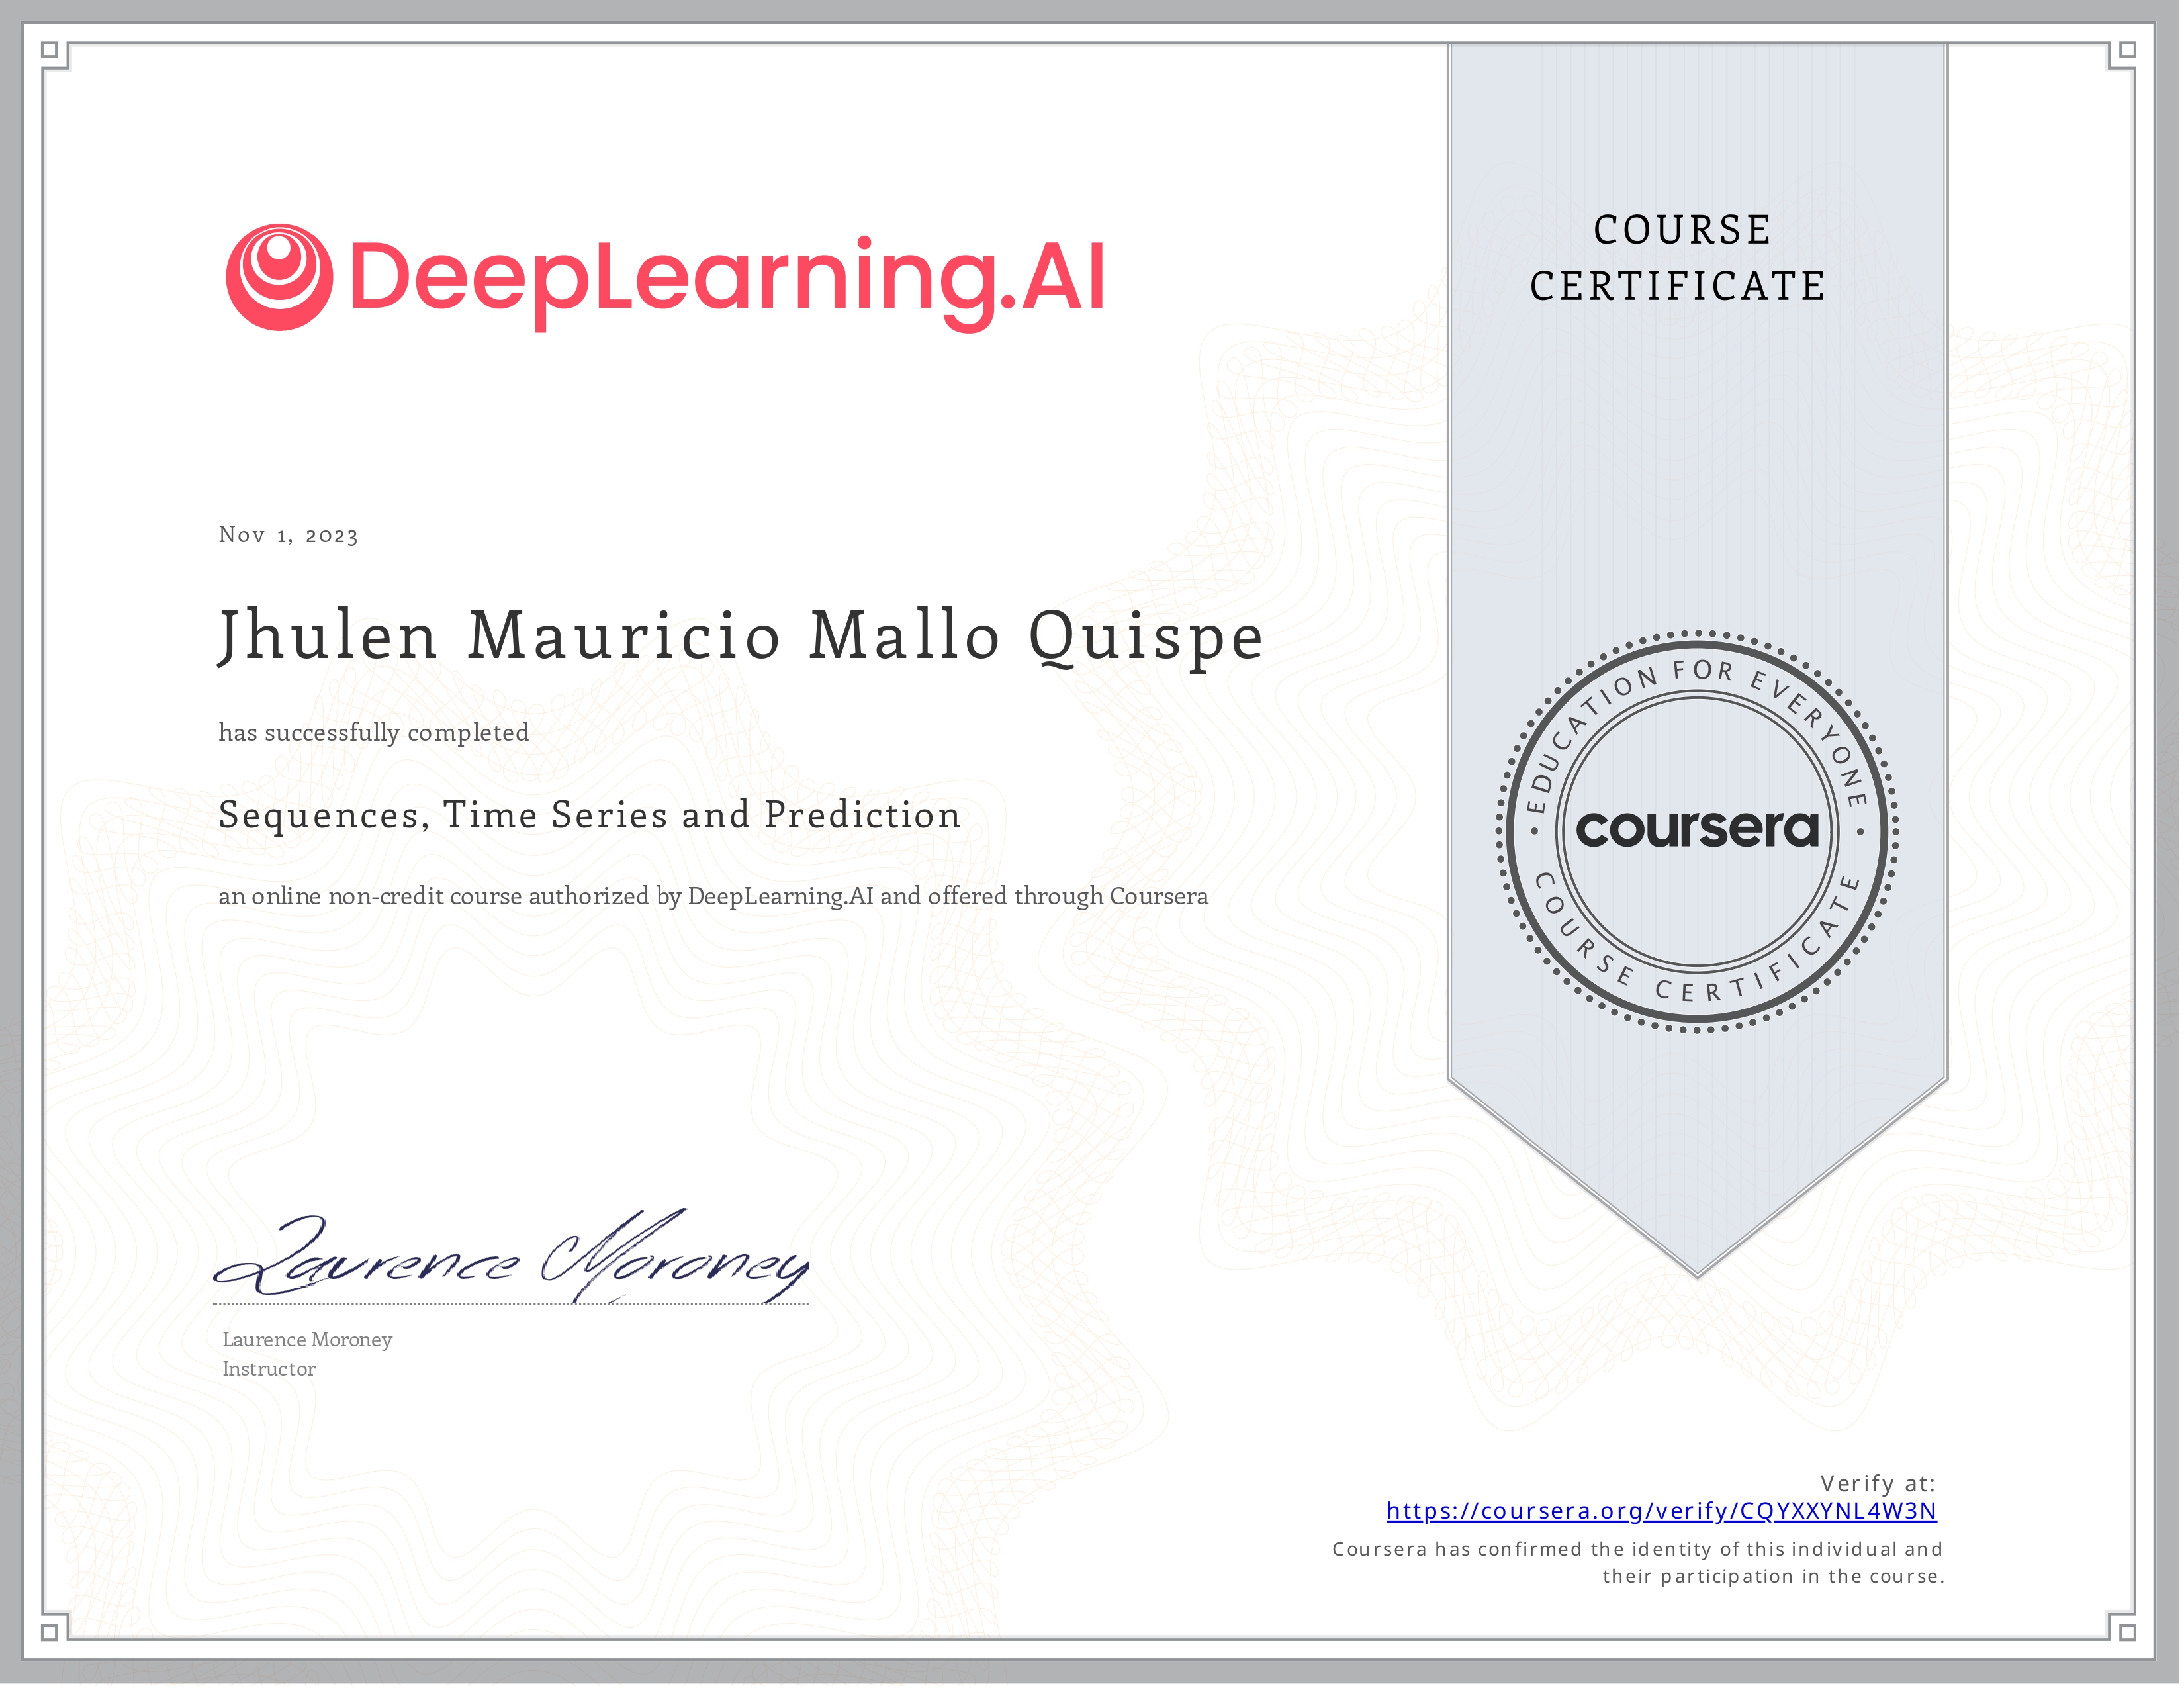 DeepLearning.AI
COURSE
CERTIFICATE
Nov 1, 2023
Jhulen Mauricio Mallo Quispe
has successfully completed
Sequences, Time Series and Prediction
an online non-credit course authorized by DeepLearning.AI and offered through Coursera
EDUCATION FOR EVERYONE
coursera
COURSE CERTIFICATE
Laurence Moroney
Laurence Moroney
Instructor
Verify at:
https://coursera.org/verify/CQYXXYNL4W3N
Coursera has confirmed the identity of this individual and
their participation in the course.